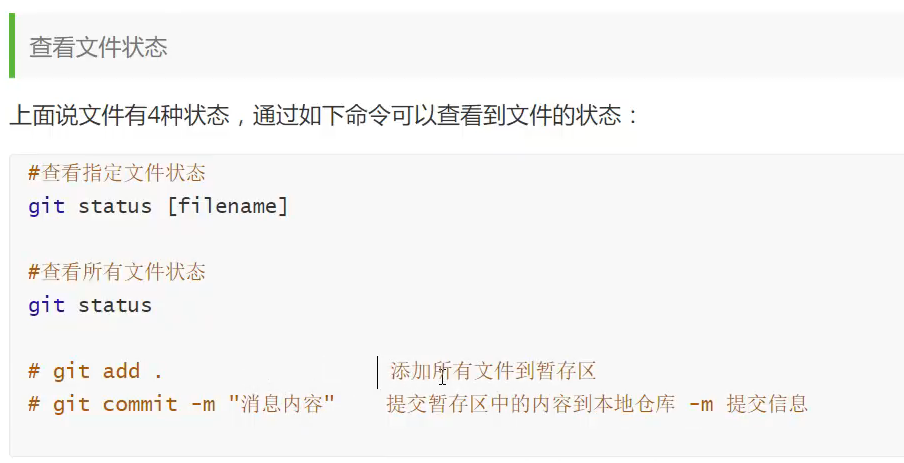 查看文件状态
上面说文件有4种状态，通过如下命令可以查看到文件的状态：
#查看指定文件状态
git status [filename]
#查看所有文件状态
git status
# git add . 添加所有文件到暂存区
# git commit -m "消息内容" 提交暂存区中的内容到本地仓库 -m 提交信息